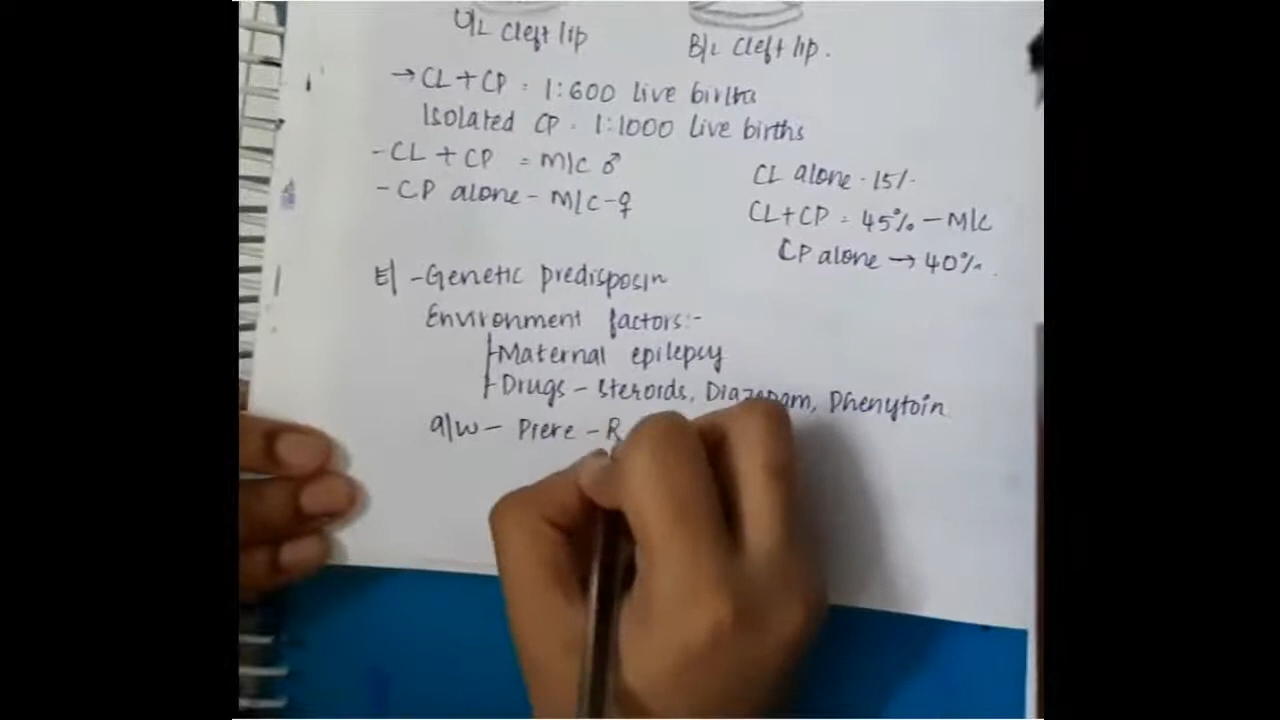 U/L cleft lip
B/L cleft lip.
→ CL + CP = 1:600 live births
Isolated CP = 1:1000 live births
- CL + CP = M/C ♂
- CP alone - M/C - ♀
CL alone - 15%
CL+CP = 45% - M/C
CP alone → 40%.
E/ - Genetic predisposin
Environment factors:-
Maternal epilepsy
Drugs - Steroids, Diazepam, Phenytoin
a/w - Piere - R